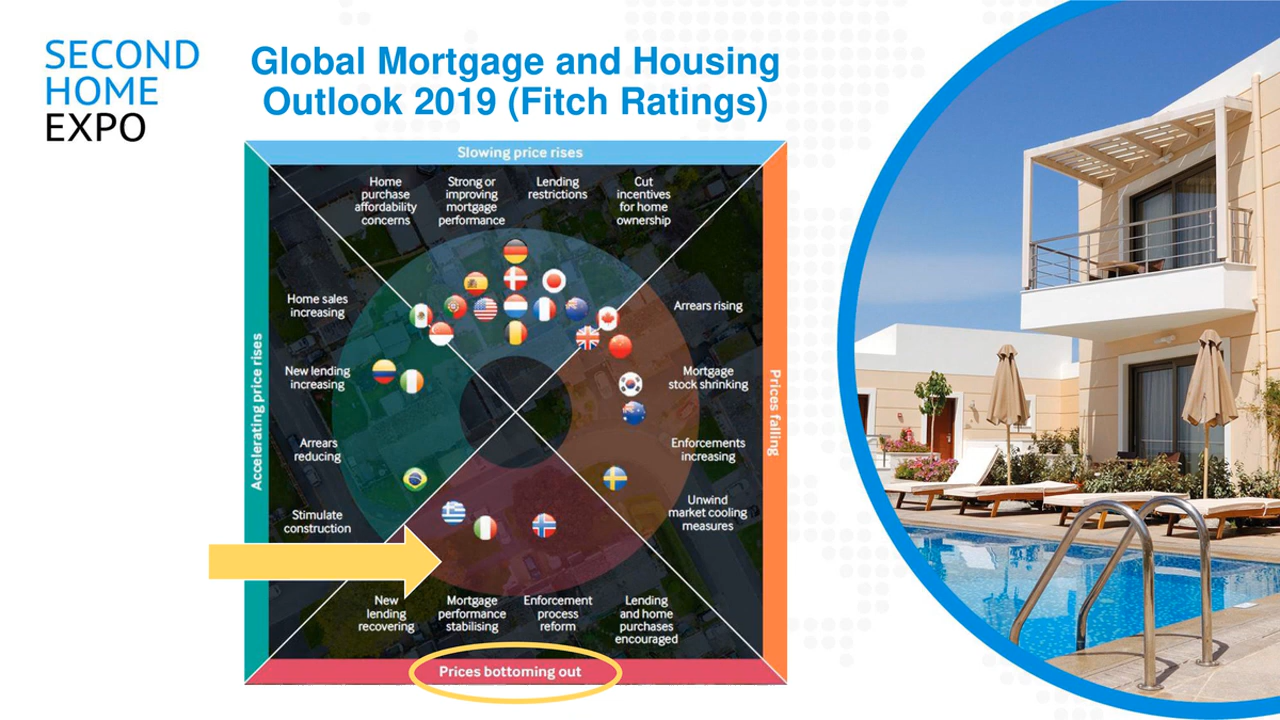 SECOND
HOME
EXPO
Global Mortgage and Housing
Outlook 2019 (Fitch Ratings)
Slowing price rises
Home
purchase
affordability
concerns
Strong or
improving
mortgage
performance
Lending
restrictions
Cut
incentives
for home
ownership
Accelerating price rises
Home sales
increasing
New lending
increasing
Arrears
reducing
Stimulate
construction
Arrears rising
Mortgage
stock shrinking
Enforcements
increasing
Unwind
market cooling
measures
Prices falling
New
lending
recovering
Mortgage
performance
stabilising
Enforcement
process
reform
Lending
and home
purchases
encouraged
Prices bottoming out